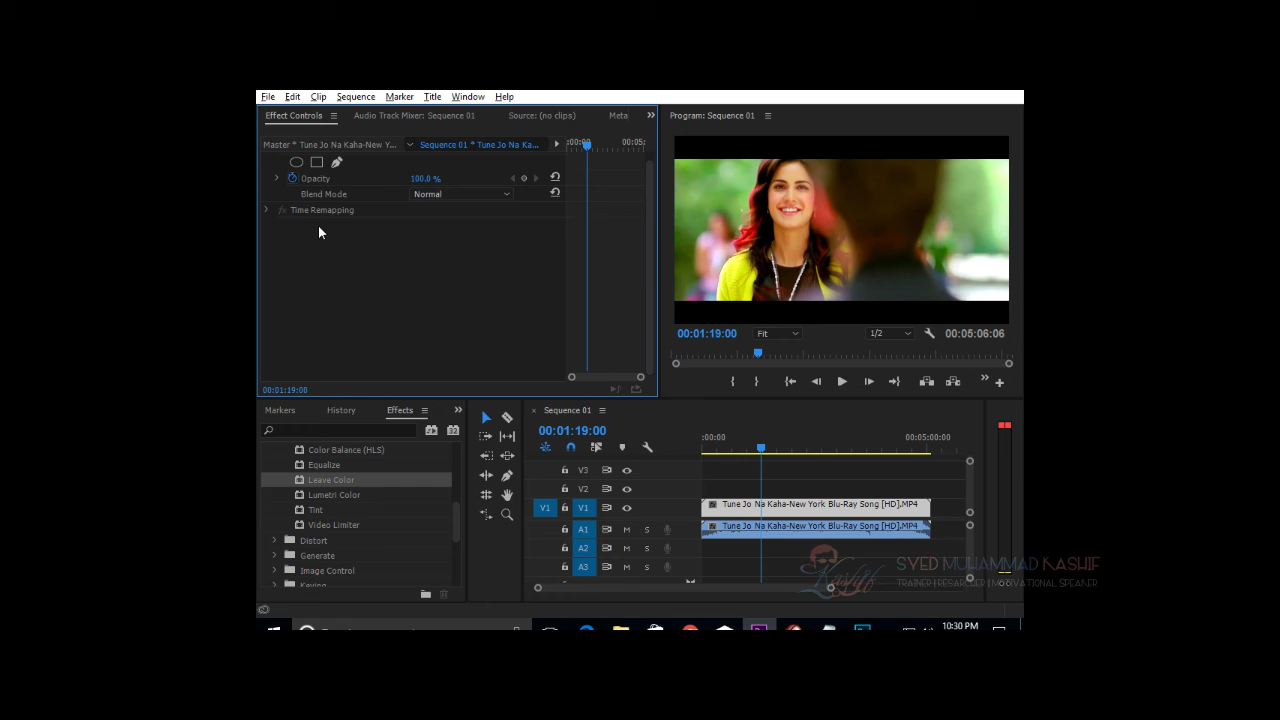 File Edit Clip Sequence Marker Title Window Help
Effect Controls Audio Track Mixer: Sequence 01 Source: (no clips) Meta
Program: Sequence 01
Master * Tune Jo Na Kaha-New Y... Sequence 01 * Tune Jo Na Ka...
:00:00 00:05:
Opacity 100.0 %
Blend Mode Normal
fx Time Remapping
00:01:19:00 Fit 1/2 00:05:06:06
00:01:19:00
Markers History Effects
Color Balance (HLS)
Equalize
Leave Color
Lumetri Color
Tint
Video Limiter
Distort
Generate
Image Control
Keying
Sequence 01
00:01:19:00
:00:00 00:05:00:00
V3
V2
V1 V1 Tune Jo Na Kaha-New York Blu-Ray Song [HD].MP4
A1 M S Tune Jo Na Kaha-New York Blu-Ray Song [HD].MP4
A2 M S
A3 M S
Kashif
SYED MUHAMMAD KASHIF
TRAINER | RESARCHER | MOTIVATIONAL SPEAKER
10:30 PM